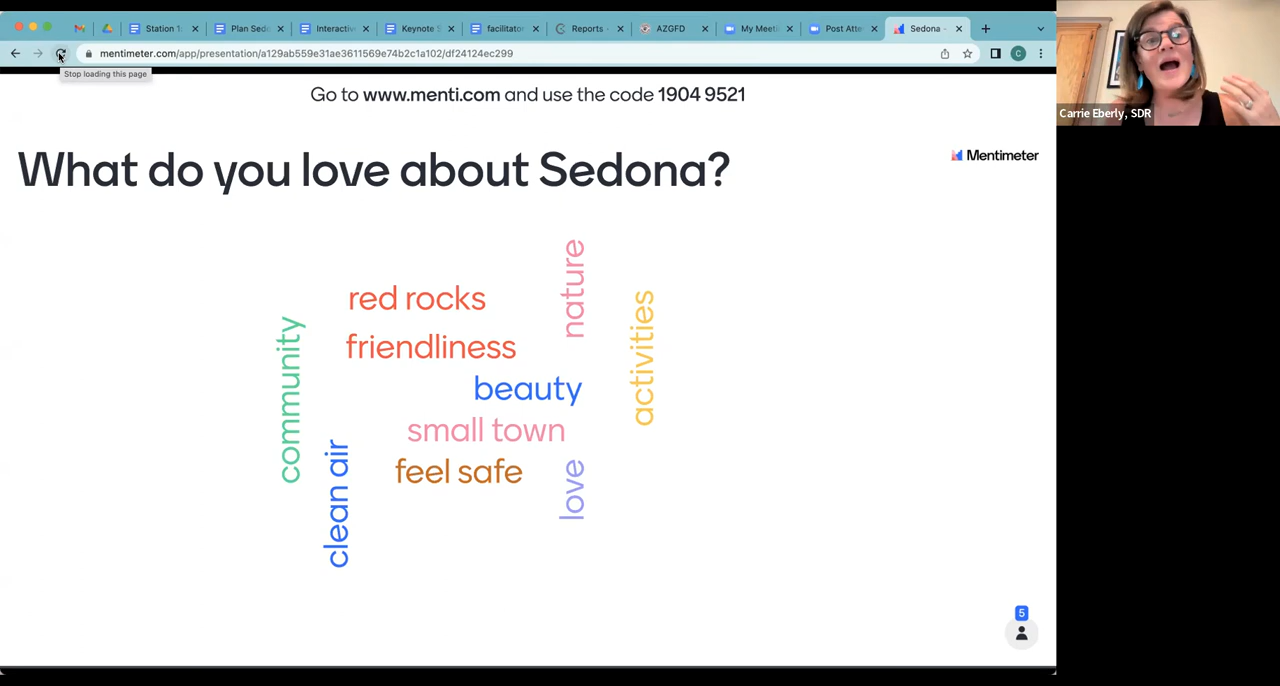 Station 1:
Plan Sedo
Interactive
Keynote S
facilitator
Reports -
AZGFD
My Meeti
Post Atte
Sedona -
mentimeter.com/app/presentation/a129ab559e31ae3611569e74b2c1a102/df24124ec299
C
Stop loading this page
Go to www.menti.com and use the code 1904 9521
Carrie Eberly, SDR
What do you love about Sedona?
Mentimeter
nature
red rocks
activities
community
friendliness
beauty
small town
clean air
feel safe
love
5